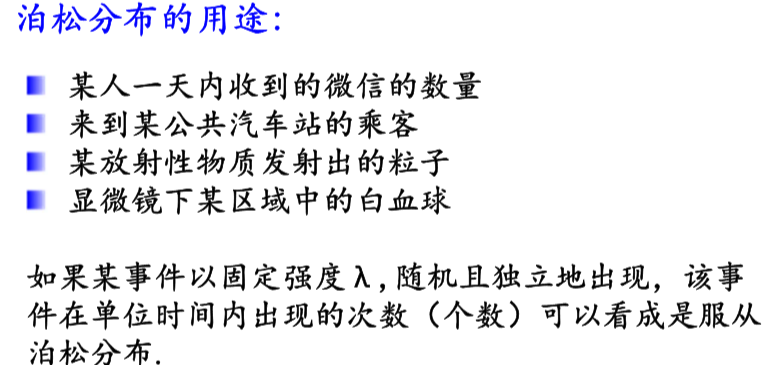 泊松分布的用途:
某人一天内收到的微信的数量
来到某公共汽车站的乘客
某放射性物质发射出的粒子
显微镜下某区域中的白血球
如果某事件以固定强度λ,随机且独立地出现，该事
件在单位时间内出现的次数（个数）可以看成是服从
泊松分布.